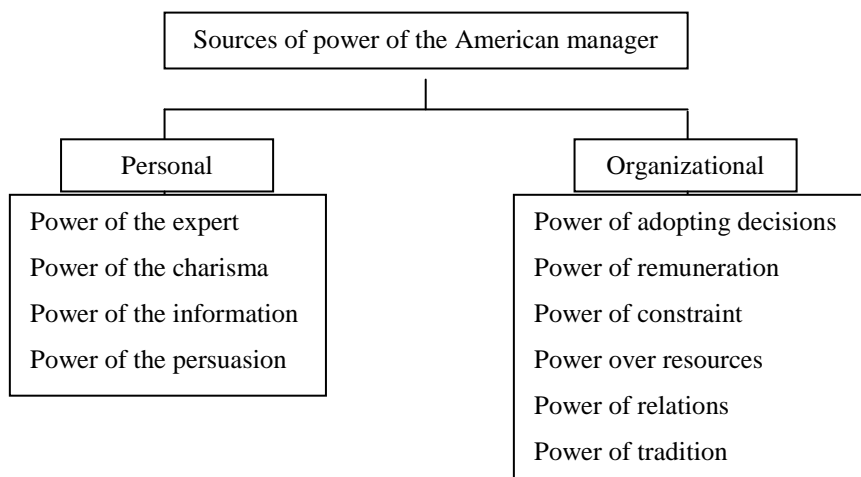 Sources of power of the American manager
Personal
Power of the expert
Power of the charisma
Power of the information
Power of the persuasion
Organizational
Power of adopting decisions
Power of remuneration
Power of constraint
Power over resources
Power of relations
Power of tradition